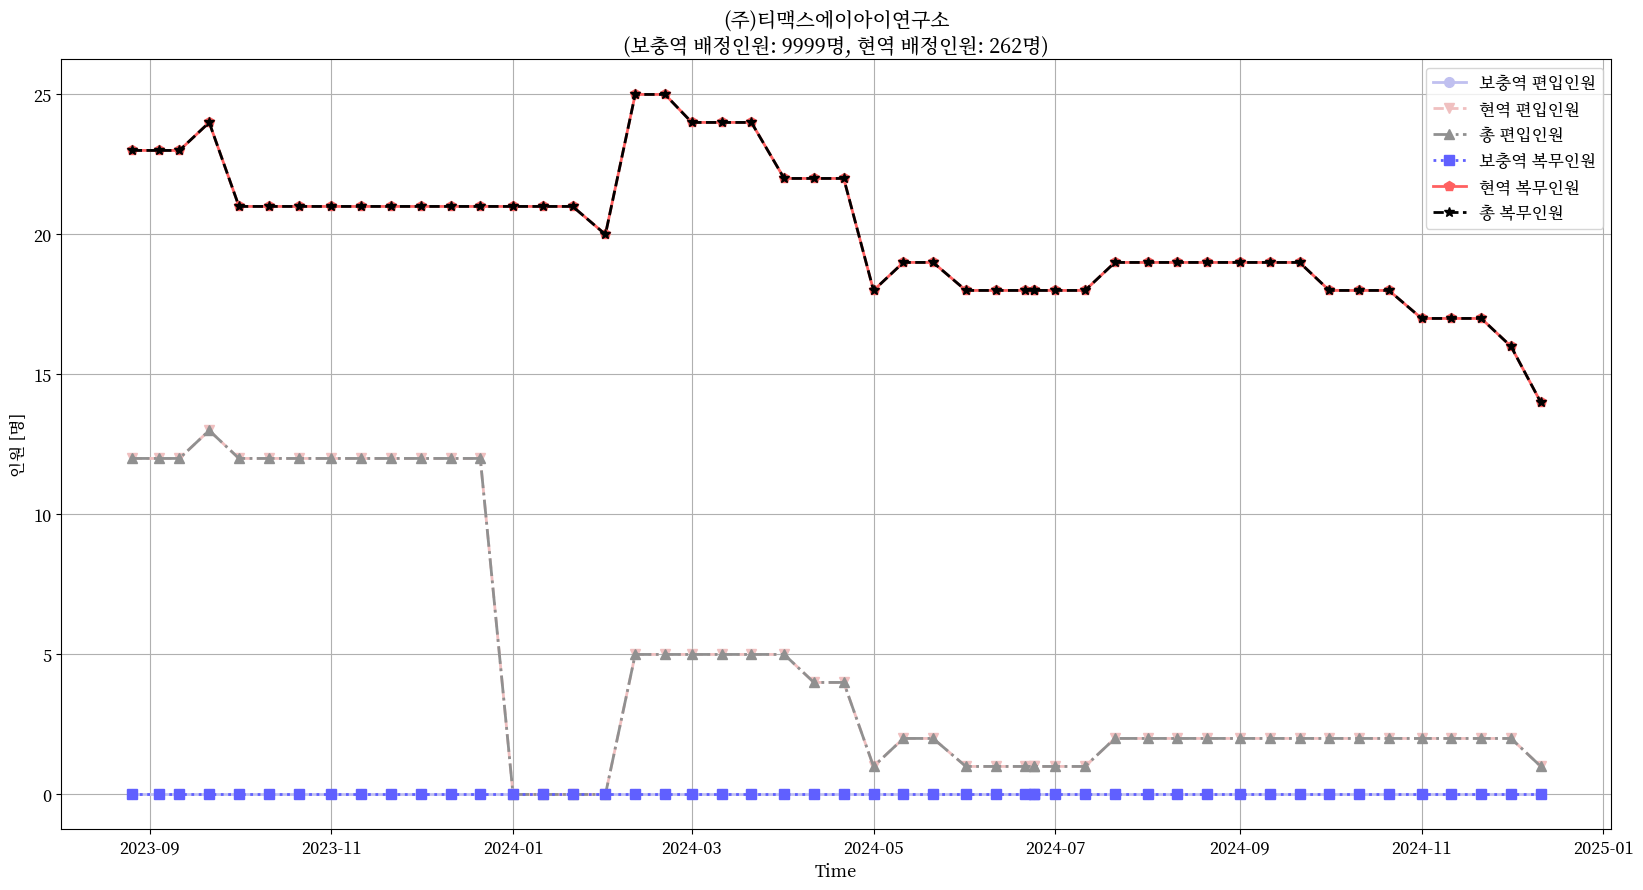 (주)티맥스에이아이연구소
(보충역 배정인원: 9999명, 현역 배정인원: 262명)
보충역 편입인원
현역 편입인원
총 편입인원
보충역 복무인원
현역 복무인원
총 복무인원
인원 [명]
25
20
15
10
5
0
2023-09
2023-11
2024-01
2024-03
2024-05
2024-07
2024-09
2024-11
2025-01
Time